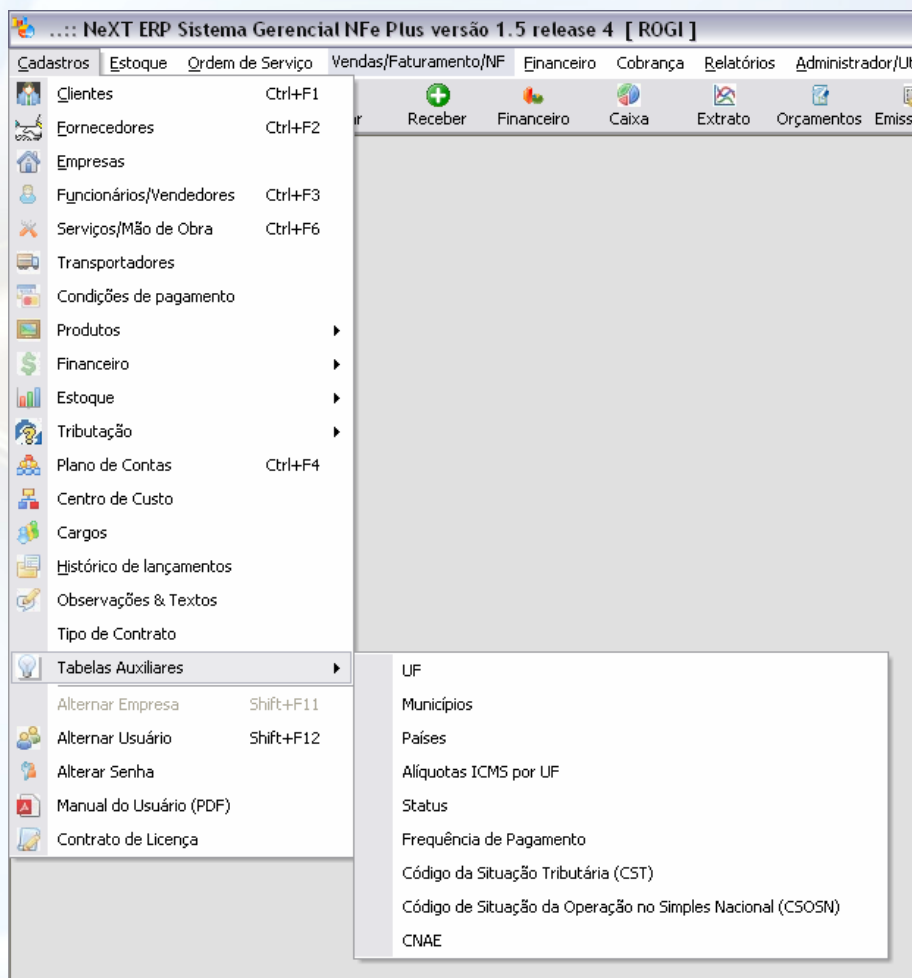 ..:: NeXT ERP Sistema Gerencial NFe Plus versão 1.5 release 4 [ ROGI ]
Cadastros Estoque Ordem de Serviço Vendas/Faturamento/NF Financeiro Cobrança Relatórios Administrador/Ut
Receber Financeiro Caixa Extrato Orçamentos Emiss
Clientes Ctrl+F1
Fornecedores Ctrl+F2
Empresas
Funcionários/Vendedores Ctrl+F3
Serviços/Mão de Obra Ctrl+F6
Transportadores
Condições de pagamento
Produtos
Financeiro
Estoque
Tributação
Plano de Contas Ctrl+F4
Centro de Custo
Cargos
Histórico de lançamentos
Observações & Textos
Tipo de Contrato
Tabelas Auxiliares
Alternar Empresa Shift+F11
Alternar Usuário Shift+F12
Alterar Senha
Manual do Usuário (PDF)
Contrato de Licença
UF
Municípios
Países
Alíquotas ICMS por UF
Status
Frequência de Pagamento
Código da Situação Tributária (CST)
Código de Situação da Operação no Simples Nacional (CSOSN)
CNAE